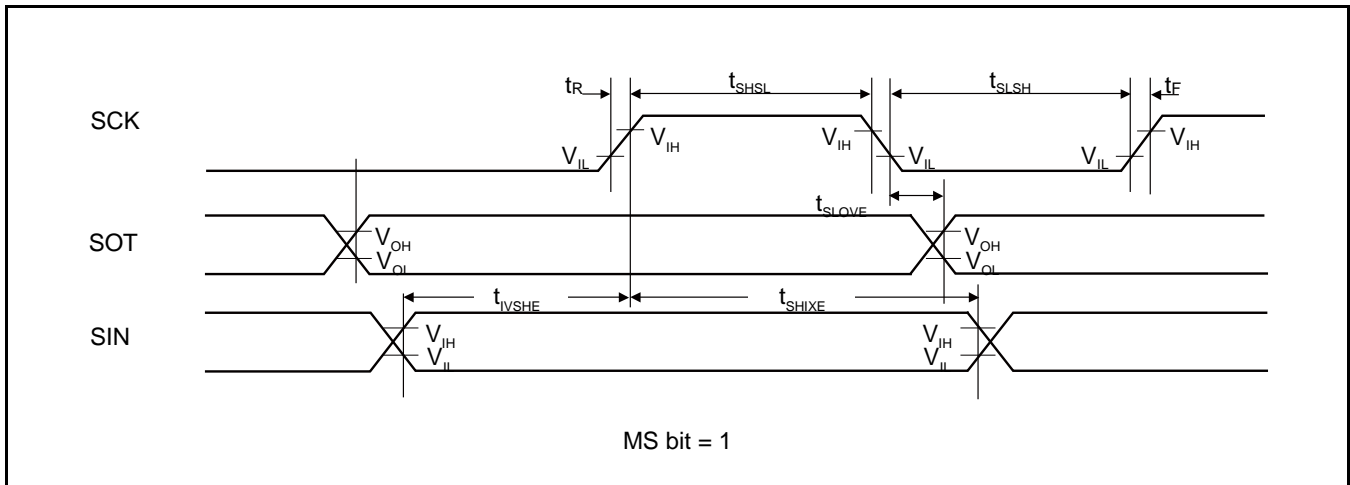 tR tSHSL tSLSH tF
SCK
VIH VIH VIH
VIL VIL VIL
tSLOVE
SOT
VOH VOH
VOL VOL
tIVSHE tSHIXE
SIN
VIH VIH
VIL VIL
MS bit = 1